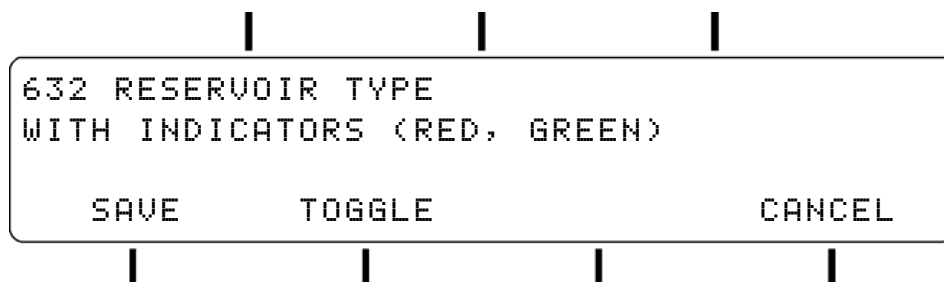 632 RESERVOIR TYPE
WITH INDICATORS (RED, GREEN)
SAVE TOGGLE CANCEL